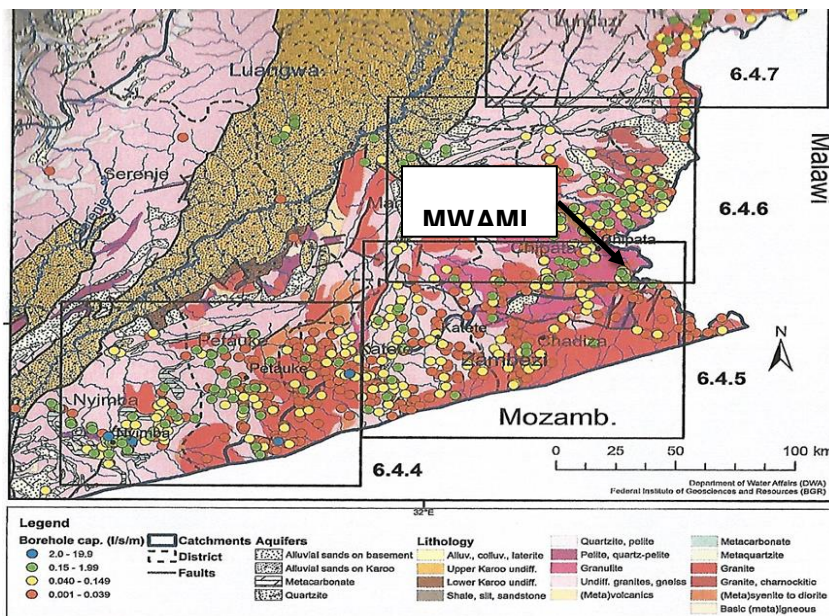 Lundazi
6.4.7
Luangwa
Malawi
Serenje
6.4.6
MWAMI
Chipata
Chipata
Petauke
Petauke
Katete
Katete
Chadiza
Zambezi
N
6.4.5
Nyimba
Nyimba
Mozamb.
0 25 50 100 km
6.4.4
Department of Water Affairs (DWA)
Federal Institute of Geosciences and Resources (BGR)
32°E
Legend
Borehole cap. (l/s/m)
2.0 - 19.9
0.15 - 1.99
0.040 - 0.149
0.001 - 0.039
Catchments
District
Faults
Aquifers
Alluvial sands on basement
Alluvial sands on Karoo
Metacarbonate
Quartzite
Lithology
Alluv., colluv., laterite
Upper Karoo undiff.
Lower Karoo undiff.
Shale, slit, sandstone
Quartzite, pelite
Pelite, quartz-pelite
Granulite
Undiff. granites, gneiss
(Meta)volcanics
Metacarbonate
Metaquartzite
Granite
Granite, charnockitic
(Meta)syenite to diorite
Basic (meta)igneous